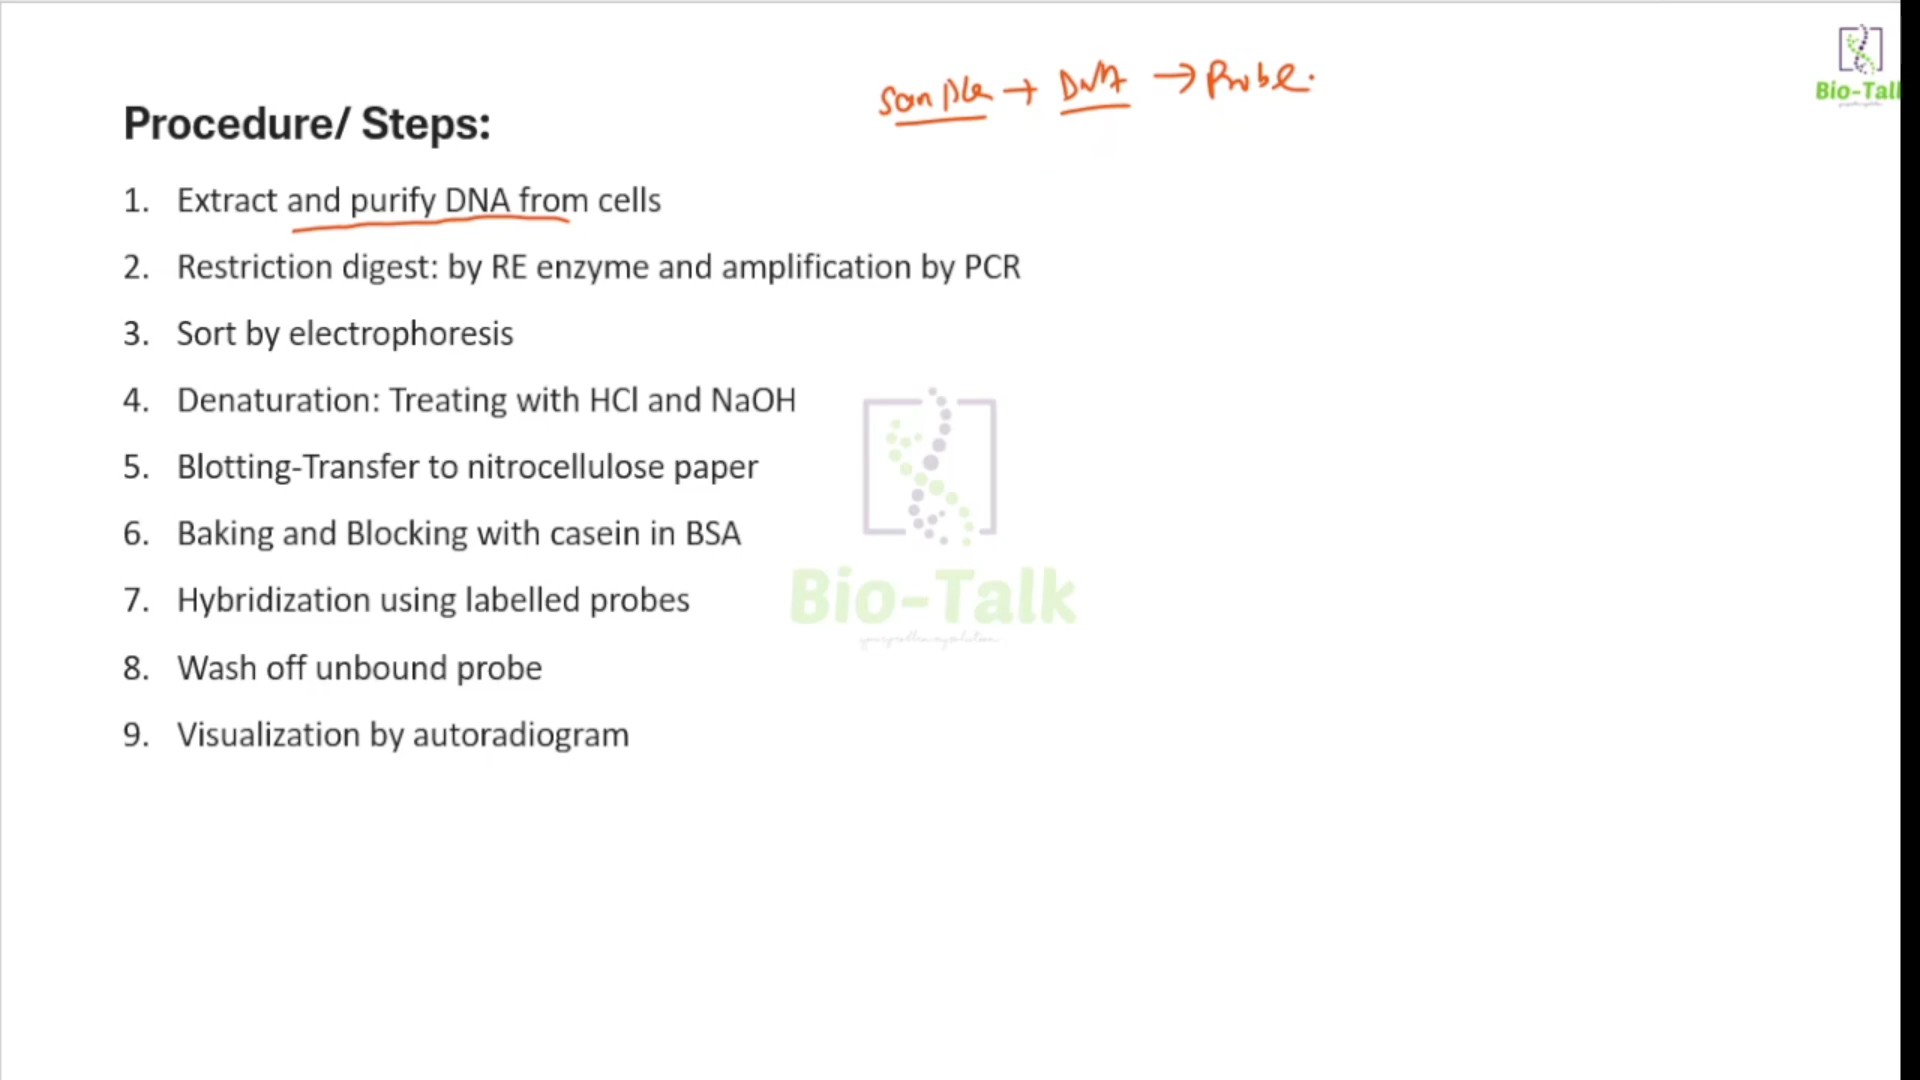 Sample → DNA → Probe.
Bio-Tal
Procedure/ Steps:
1. Extract and purify DNA from cells
2. Restriction digest: by RE enzyme and amplification by PCR
3. Sort by electrophoresis
4. Denaturation: Treating with HCl and NaOH
5. Blotting-Transfer to nitrocellulose paper
6. Baking and Blocking with casein in BSA
7. Hybridization using labelled probes
8. Wash off unbound probe
9. Visualization by autoradiogram
Bio-Talk